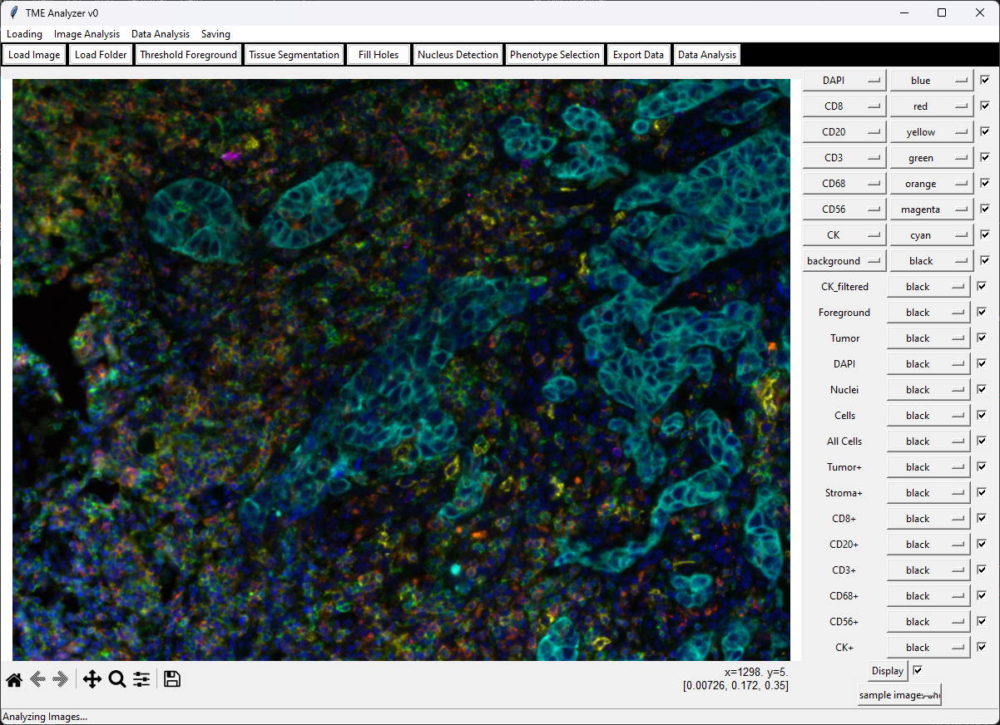 TME Analyzer v0
Loading Image Analysis Data Analysis Saving
Load Image Load Folder Threshold Foreground Tissue Segmentation Fill Holes Nucleus Detection Phenotype Selection Export Data Data Analysis
DAPI blue
CD8 red
CD20 yellow
CD3 green
CD68 orange
CD56 magenta
CK cyan
background black
CK_filtered black
Foreground black
Tumor black
DAPI black
Nuclei black
Cells black
All Cells black
Tumor+ black
Stroma+ black
CD8+ black
CD20+ black
CD3+ black
CD68+ black
CD56+ black
CK+ black
Display
x=1298. y=5.
[0.00726, 0.172, 0.35]
sample images
Analyzing Images...